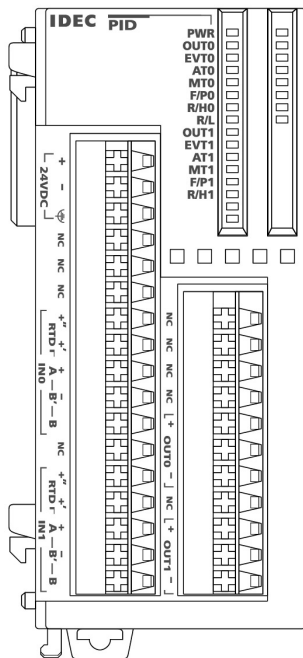 IDEC PID
PWR
OUT0
EVT0
AT0
MT0
F/P0
R/H0
R/L
OUT1
EVT1
AT1
MT1
F/P1
R/H1
+
−
24VDC
NC
NC
NC
+"
+'
+
−
RTD
A
B'
B
IN0
NC
+"
+'
+
−
RTD
A
B'
B
IN1
NC
NC
NC
NC
+
OUT0
−
NC
+
OUT1
−